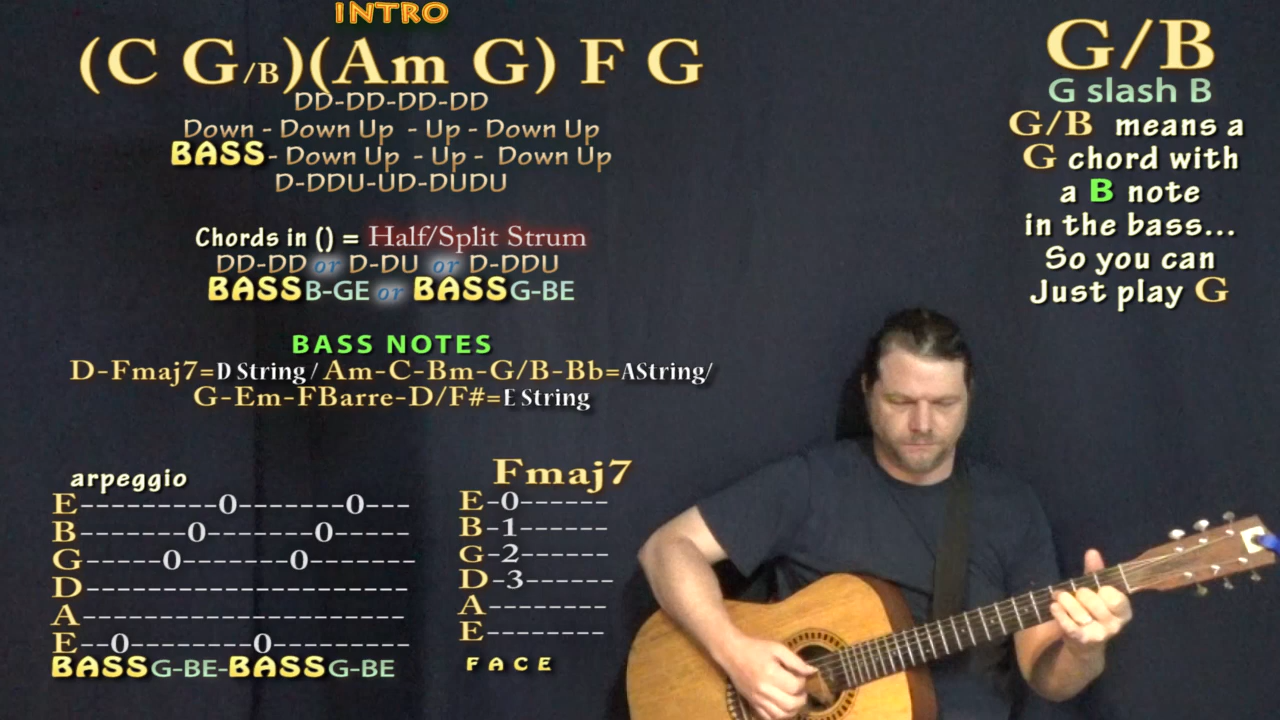 INTRO
(C G/B)(Am G) F G
DD-DD-DD-DD
Down - Down Up - Up - Down Up
BASS- Down Up - Up - Down Up
D-DDU-UD-DUDU
Chords in () = Half/Split Strum
DD-DD or D-DU or D-DDU
BASSB-GE or BASSG-BE
BASS NOTES
D-Fmaj7=D String / Am-C-Bm-G/B-Bb=AString/
G-Em-FBarre-D/F#=E String
arpeggio
E---------0-------0---
B-------0-------0-----
G-----0-------0-------
D---------------------
A---------------------
E--0---------0---------
BASSG-BE-BASSG-BE
Fmaj7
E-0------
B-1------
G-2------
D-3------
A--------
E--------
F A C E
G/B
G slash B
G/B means a
G chord with
a B note
in the bass...
So you can
Just play G